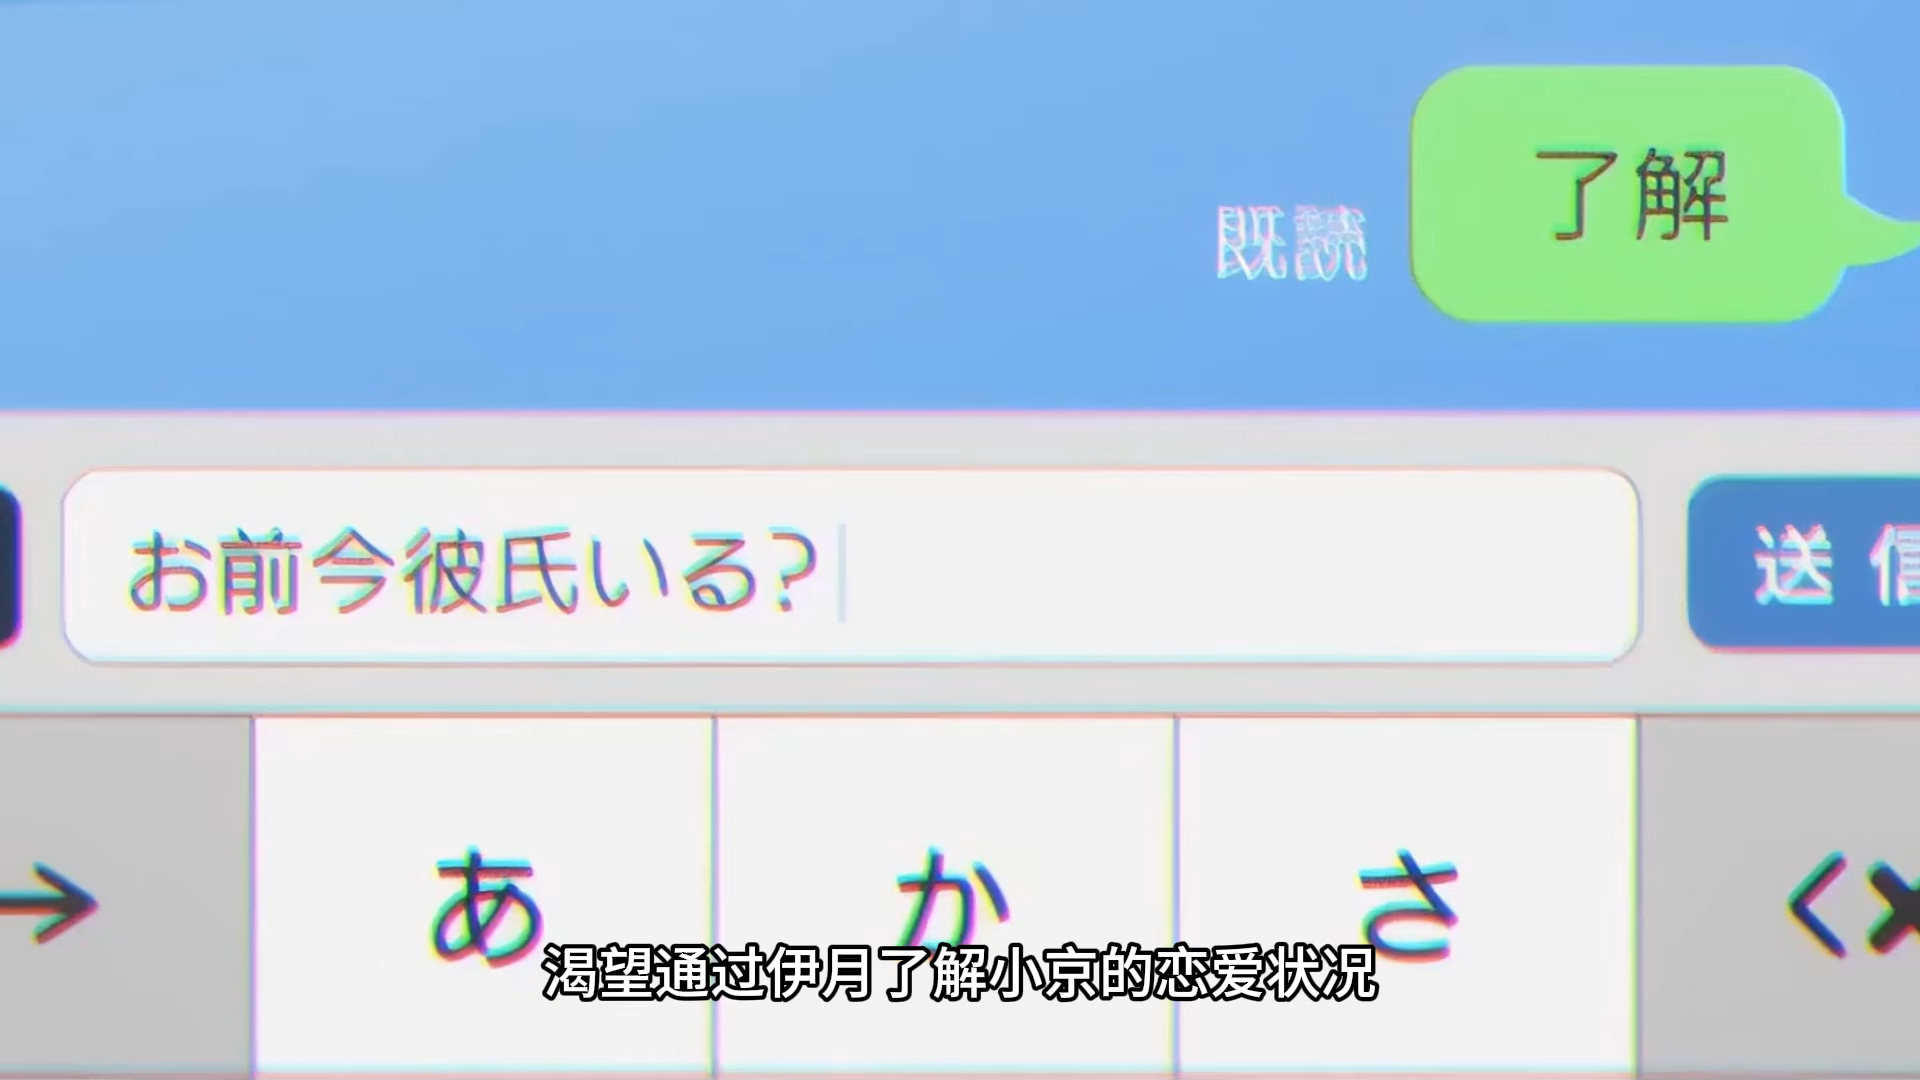 了解
既読
お前今彼氏いる?
送信
→
あ
か
さ
渴望通过伊月了解小京的恋爱状况